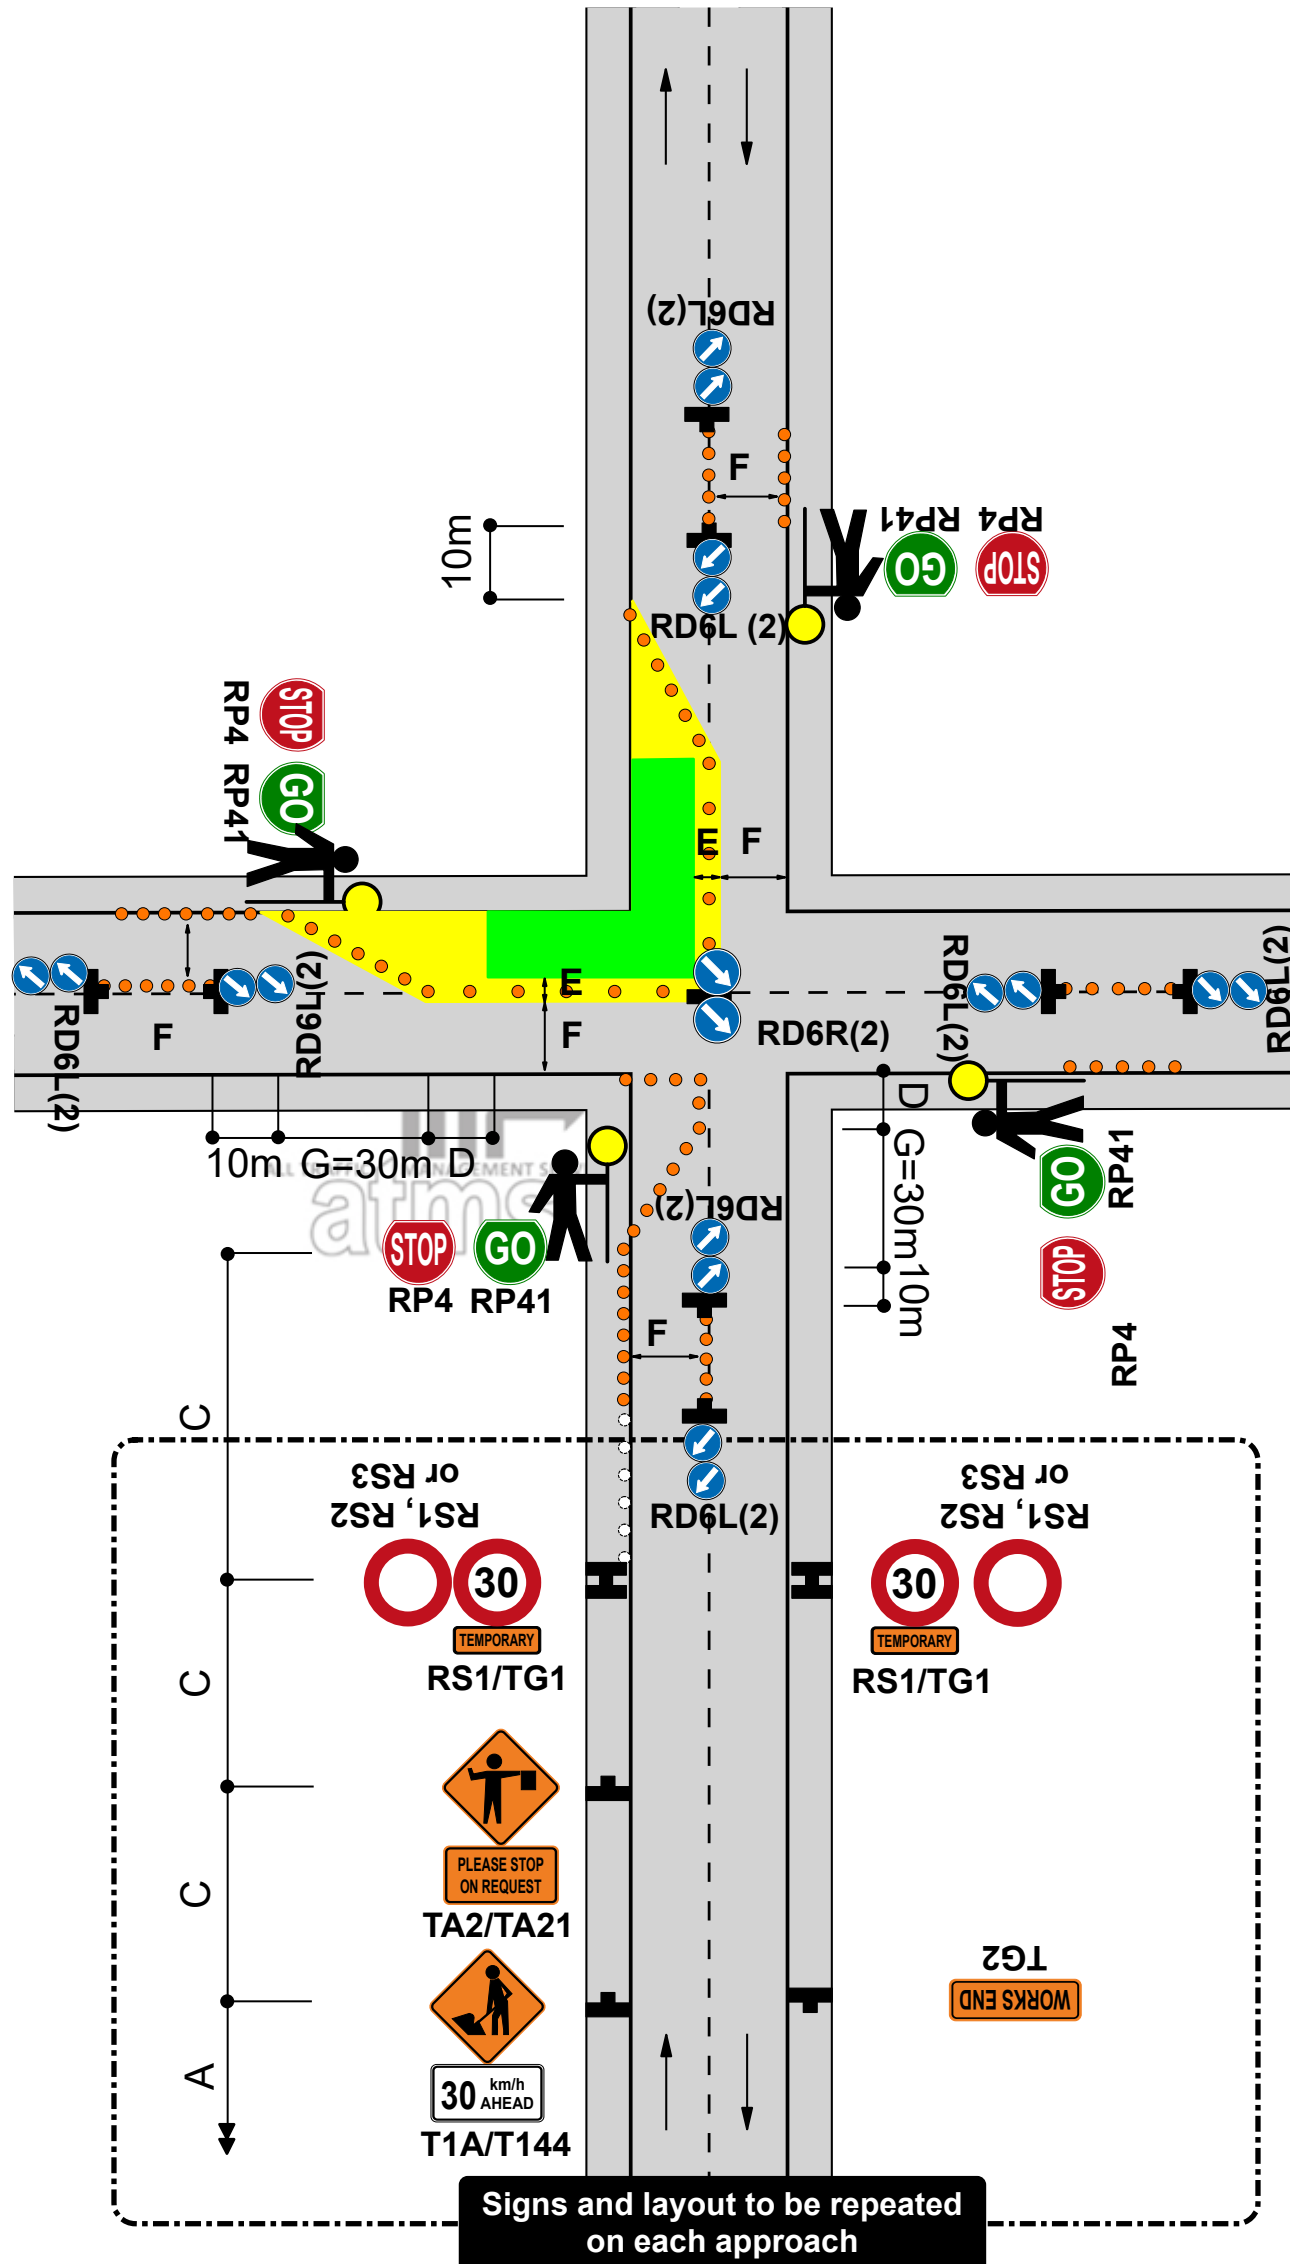 RD6L(2)
F
10m
RP41 RP4
GO STOP
RD6L (2)
RP4 STOP
RP41 GO
E F
RD6L(2)
RD6L(2)
RD6L(2)
RD6L(2)
E
F
F
RD6R(2)
D
10m G=30m D
ALL TRAFFIC MANAGEMENT
atms
G=30m
10m
GO RP41
STOP
RP4
RD6L(2)
STOP GO
RP4 RP41
F
C
RS1, RS2
or RS3
RS1, RS2
or RS3
RD6L(2)
30
TEMPORARY
RS1/TG1
30
TEMPORARY
RS1/TG1
C
PLEASE STOP
ON REQUEST
TA2/TA21
C
TG2
WORKS END
A
30 km/h
AHEAD
T1A/T144
Signs and layout to be repeated
on each approach